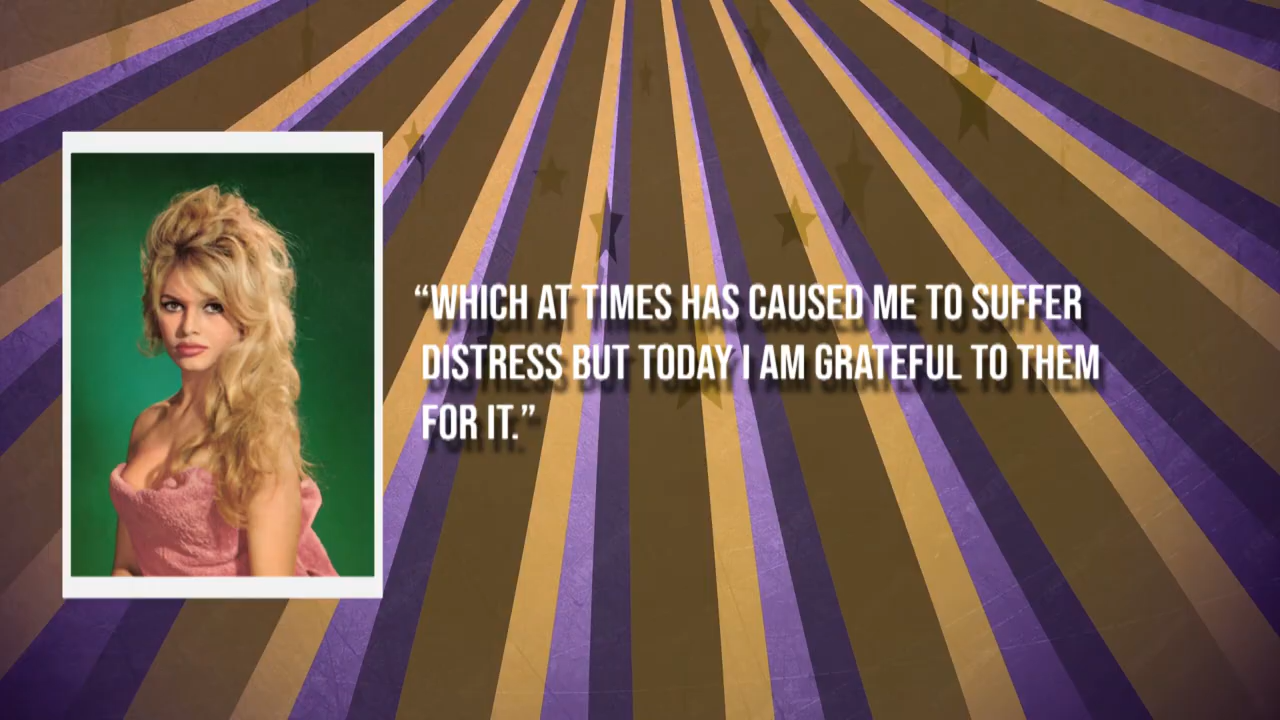 “WHICH AT TIMES HAS CAUSED ME TO SUFFER
DISTRESS BUT TODAY I AM GRATEFUL TO THEM
FOR IT.”